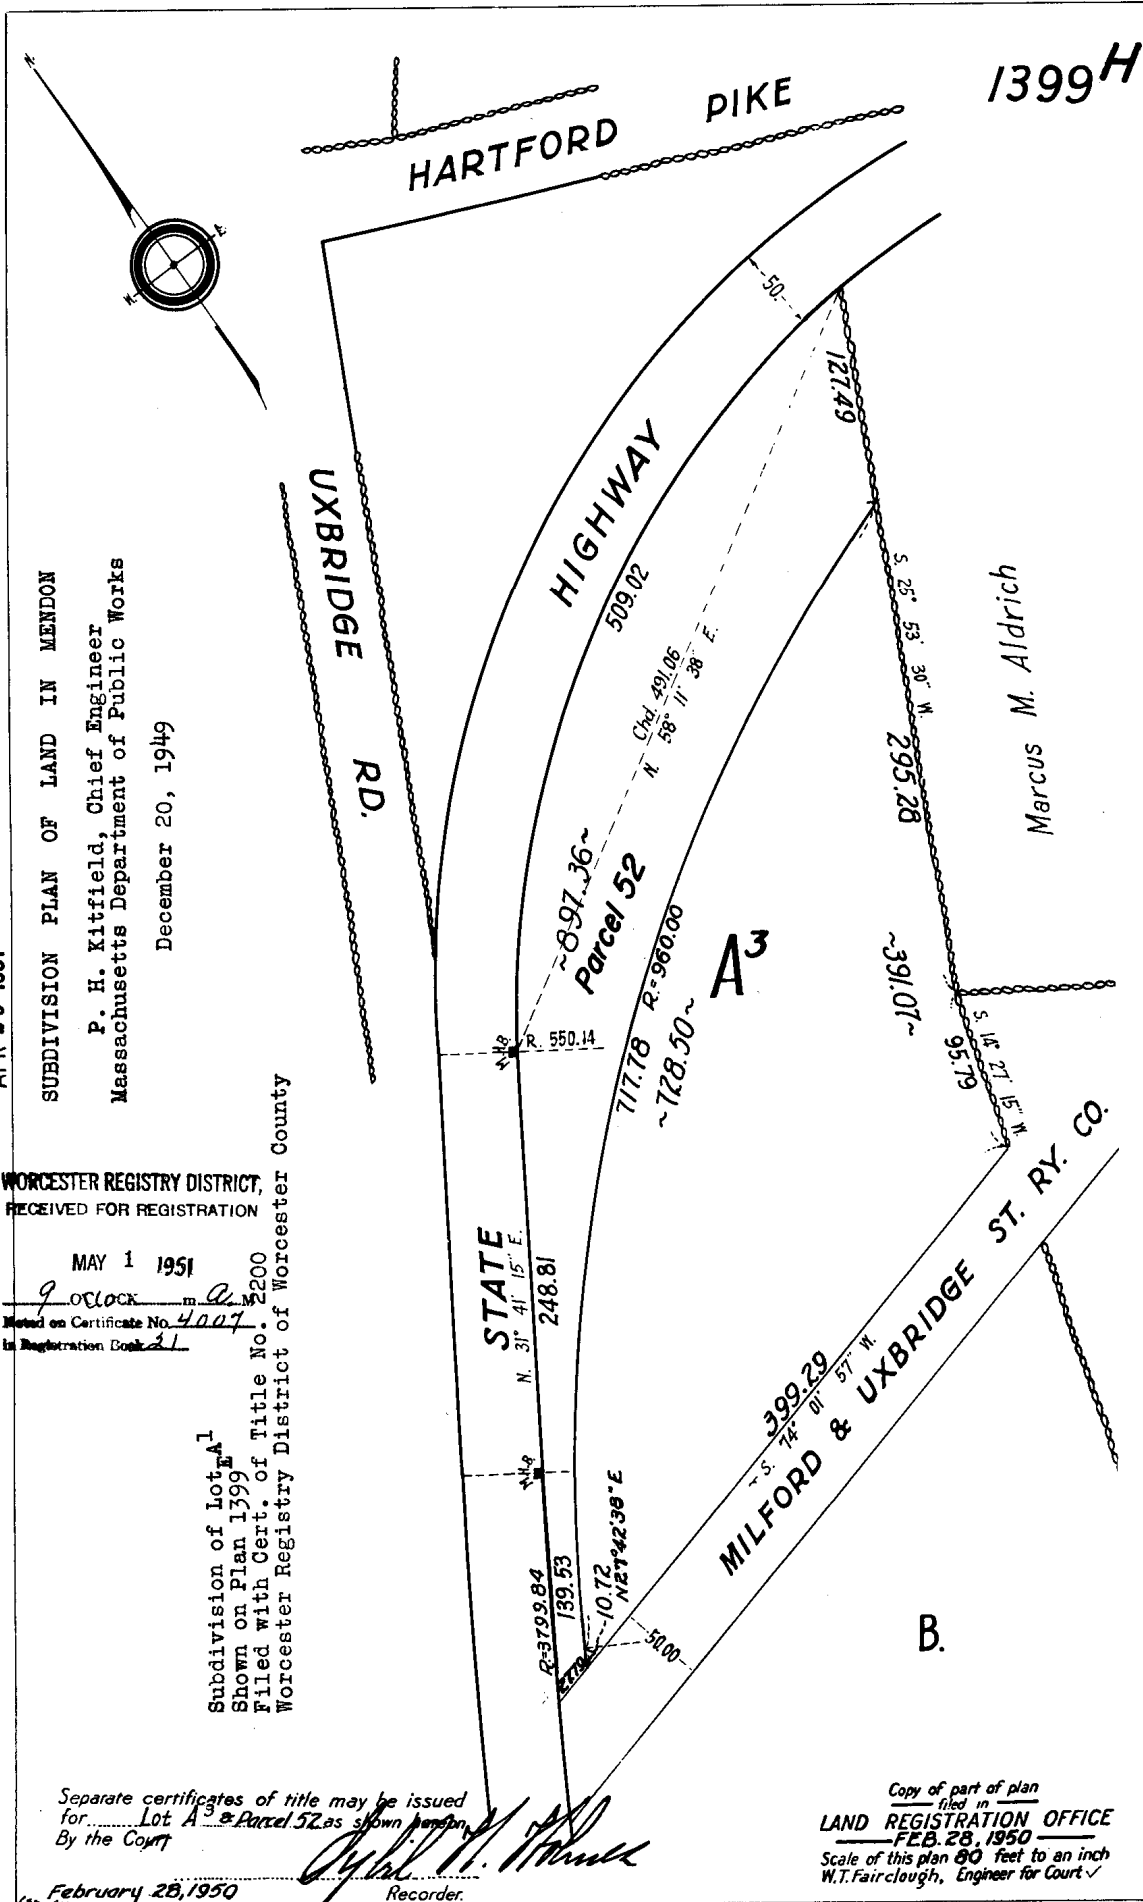 1399H
N.
E.
W.
HARTFORD PIKE
50.
127.49
UXBRIDGE RD.
HIGHWAY
509.02
Chd. 491.06
N. 58° 11' 38" E.
S. 25° 53' 30" W.
295.28
Marcus M. Aldrich
~897.36~
Parcel 52
R.=960.00
717.78
~728.50~
A3
~391.07~
S. 14° 27' 15" W.
95.79
M.H.B.
R. 550.14
STATE
N. 31° 41' 15" E.
248.81
M.H.B.
399.29
S. 74° 01' 57" W.
MILFORD & UXBRIDGE ST. RY. CO.
R.=3799.84
139.53
10.72
N27°42'38"E
50.00
B.
SUBDIVISION PLAN OF LAND IN MENDON
P. H. Kitfield, Chief Engineer
Massachusetts Department of Public Works
December 20, 1949
WORCESTER REGISTRY DISTRICT,
RECEIVED FOR REGISTRATION
MAY 1 1951
9 O'Clock m a. M
Noted on Certificate No. 4007
in Registration Book 21
Subdivision of Lot A1
Shown on Plan 1399E
Filed with Cert. of Title No. 2200
Worcester Registry District of Worcester County
Separate certificates of title may be issued
for Lot A3 & Parcel 52 as shown hereon
By the Court
Sybil H. Holmes
February 28, 1950
Recorder.
Copy of part of plan
filed in
LAND REGISTRATION OFFICE
FEB. 28, 1950
Scale of this plan 80 feet to an inch
W.T. Fairclough, Engineer for Court ✓